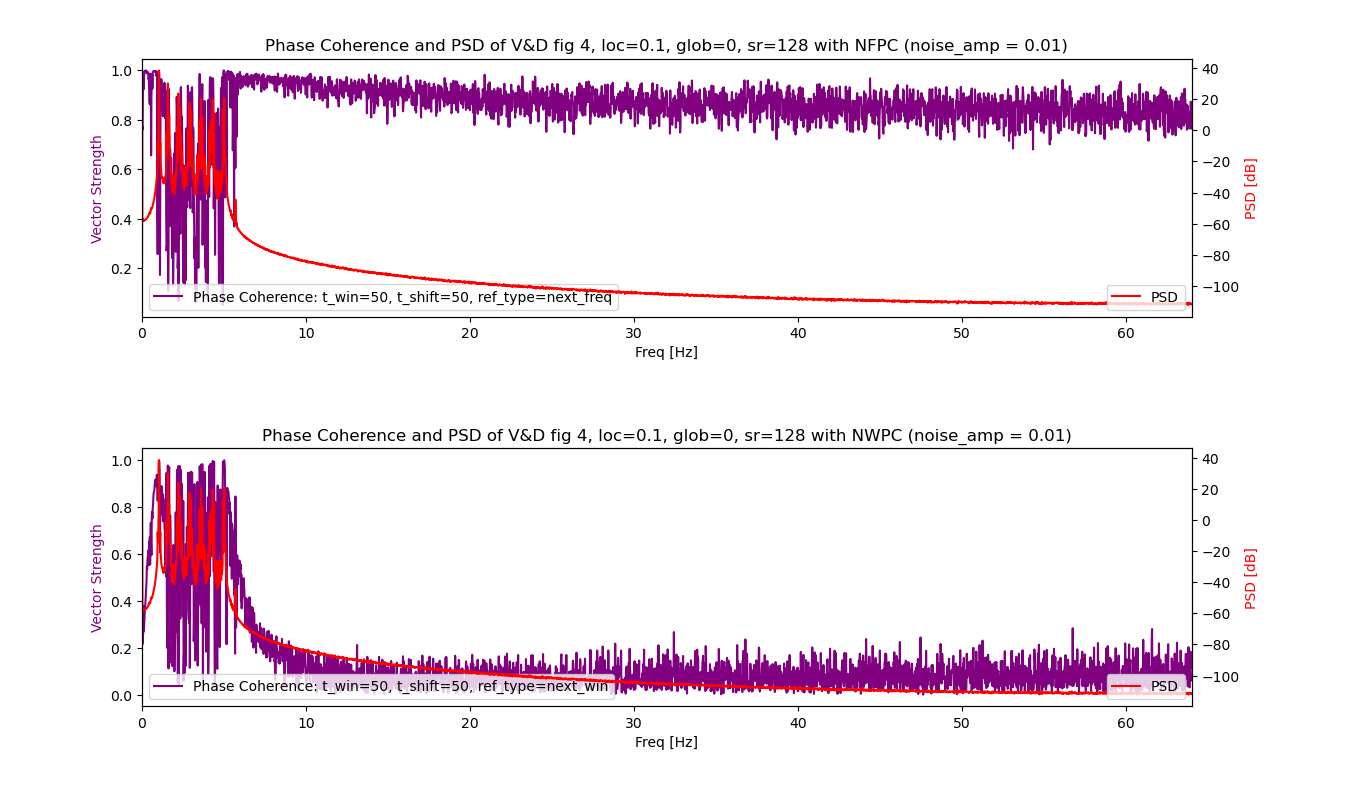 Phase Coherence and PSD of V&D fig 4, loc=0.1, glob=0, sr=128 with NFPC (noise_amp = 0.01)
Vector Strength
1.0
0.8
0.6
0.4
0.2
40
20
0
−20
−40
−60
−80
−100
PSD [dB]
Phase Coherence: t_win=50, t_shift=50, ref_type=next_freq
PSD
0 10 20 30 40 50 60
Freq [Hz]
Phase Coherence and PSD of V&D fig 4, loc=0.1, glob=0, sr=128 with NWPC (noise_amp = 0.01)
Vector Strength
1.0
0.8
0.6
0.4
0.2
0.0
40
20
0
−20
−40
−60
−80
−100
PSD [dB]
Phase Coherence: t_win=50, t_shift=50, ref_type=next_win
PSD
0 10 20 30 40 50 60
Freq [Hz]